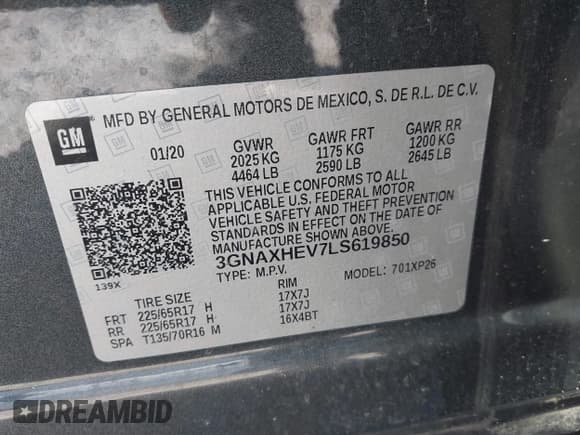 GM
MFD BY GENERAL MOTORS DE MEXICO, S. DE R.L. DE C.V.
01/20 GVWR GAWR FRT GAWR RR
2025 KG 1175 KG 1200 KG
4464 LB 2590 LB 2645 LB
THIS VEHICLE CONFORMS TO ALL
APPLICABLE U.S. FEDERAL MOTOR
VEHICLE SAFETY AND THEFT PREVENTION
STANDARDS IN EFFECT ON THE DATE OF
MANUFACTURE SHOWN ABOVE.
3GNAXHEV7LS619850
139X
TYPE: M.P.V. MODEL: 701XP26
TIRE SIZE RIM
FRT 225/65R17 H 17X7J
RR 225/65R17 H 17X7J
SPA T135/70R16 M 16X4BT
DREAMBID